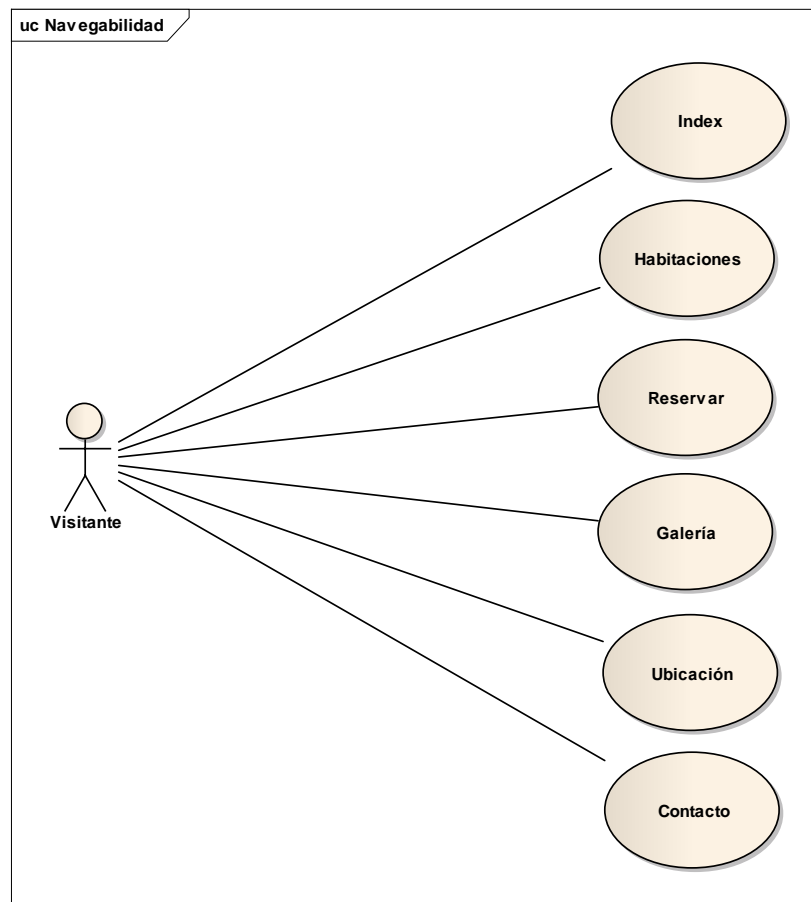 uc Navegabilidad
Index
Habitaciones
Reservar
Visitante
Galería
Ubicación
Contacto